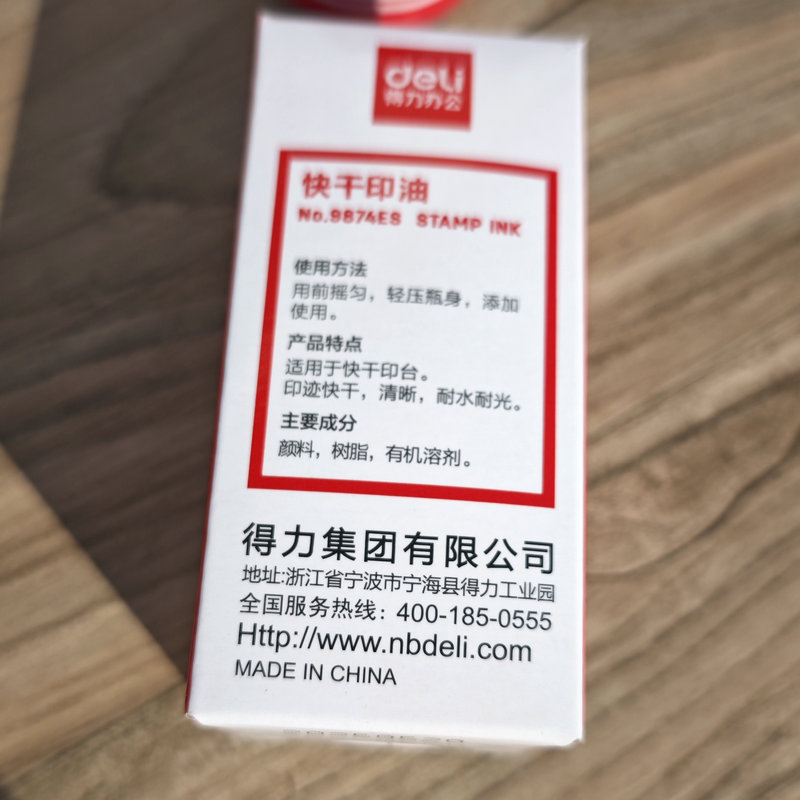 deli
得力办公
快干印油
No.9874ES STAMP INK
使用方法
用前摇匀，轻压瓶身，添加
使用。
产品特点
适用于快干印台。
印迹快干，清晰，耐水耐光。
主要成分
颜料，树脂，有机溶剂。
得力集团有限公司
地址:浙江省宁波市宁海县得力工业园
全国服务热线：400-185-0555
Http://www.nbdeli.com
MADE IN CHINA